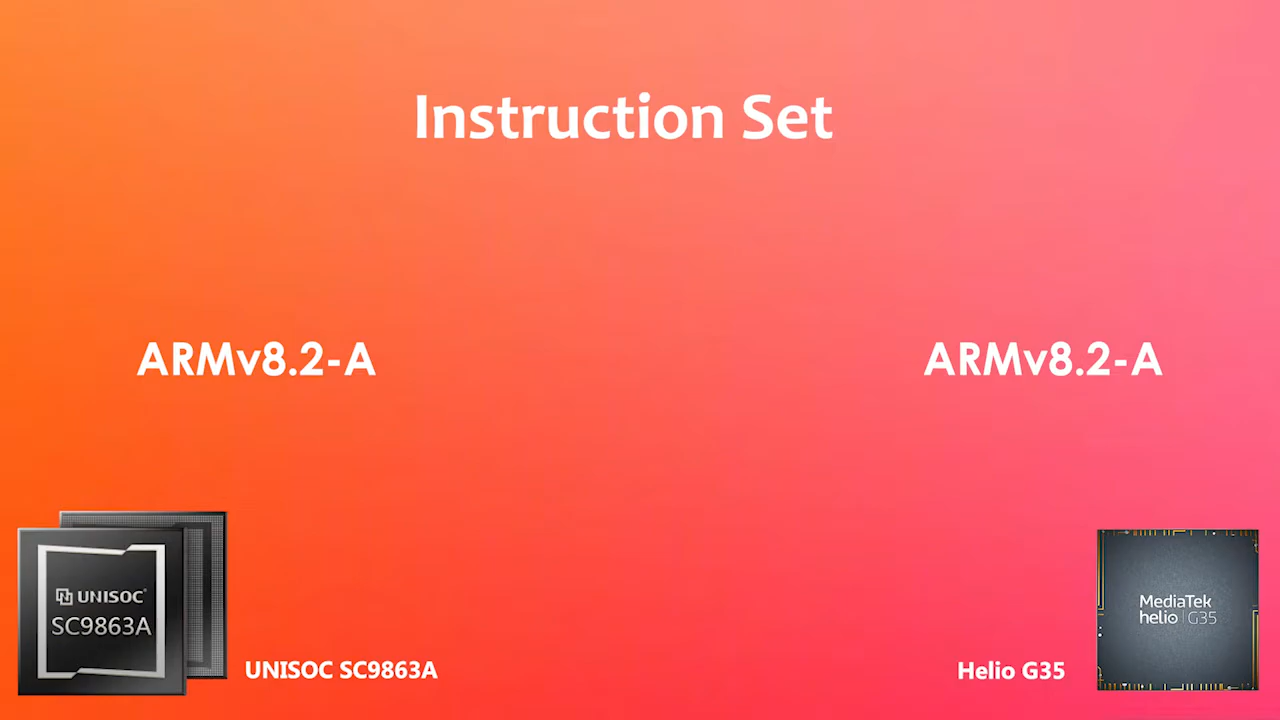 Instruction Set
ARMv8.2-A
ARMv8.2-A
UNISOC®
SC9863A
UNISOC SC9863A
Helio G35
MediaTek
helio | G35